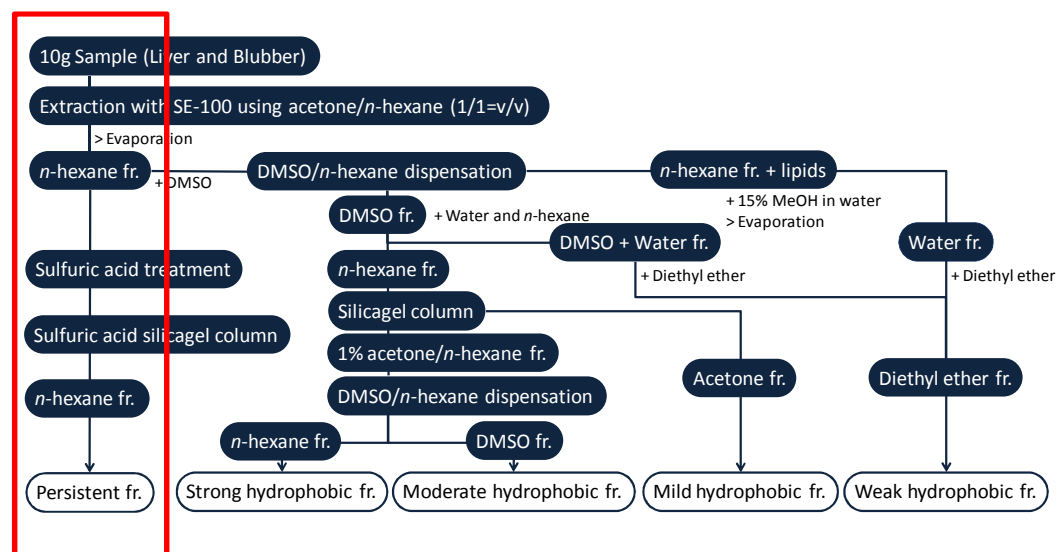 10g Sample (Liver and Blubber)
Extraction with SE-100 using acetone/n-hexane (1/1=v/v)
> Evaporation
n-hexane fr.
+ DMSO
DMSO/n-hexane dispensation
n-hexane fr. + lipids
+ 15% MeOH in water
> Evaporation
DMSO fr.
+ Water and n-hexane
DMSO + Water fr.
Water fr.
Sulfuric acid treatment
n-hexane fr.
+ Diethyl ether
+ Diethyl ether
Silicagel column
Sulfuric acid silicagel column
1% acetone/n-hexane fr.
Acetone fr.
Diethyl ether fr.
n-hexane fr.
DMSO/n-hexane dispensation
n-hexane fr.
DMSO fr.
Persistent fr.
Strong hydrophobic fr.
Moderate hydrophobic fr.
Mild hydrophobic fr.
Weak hydrophobic fr.